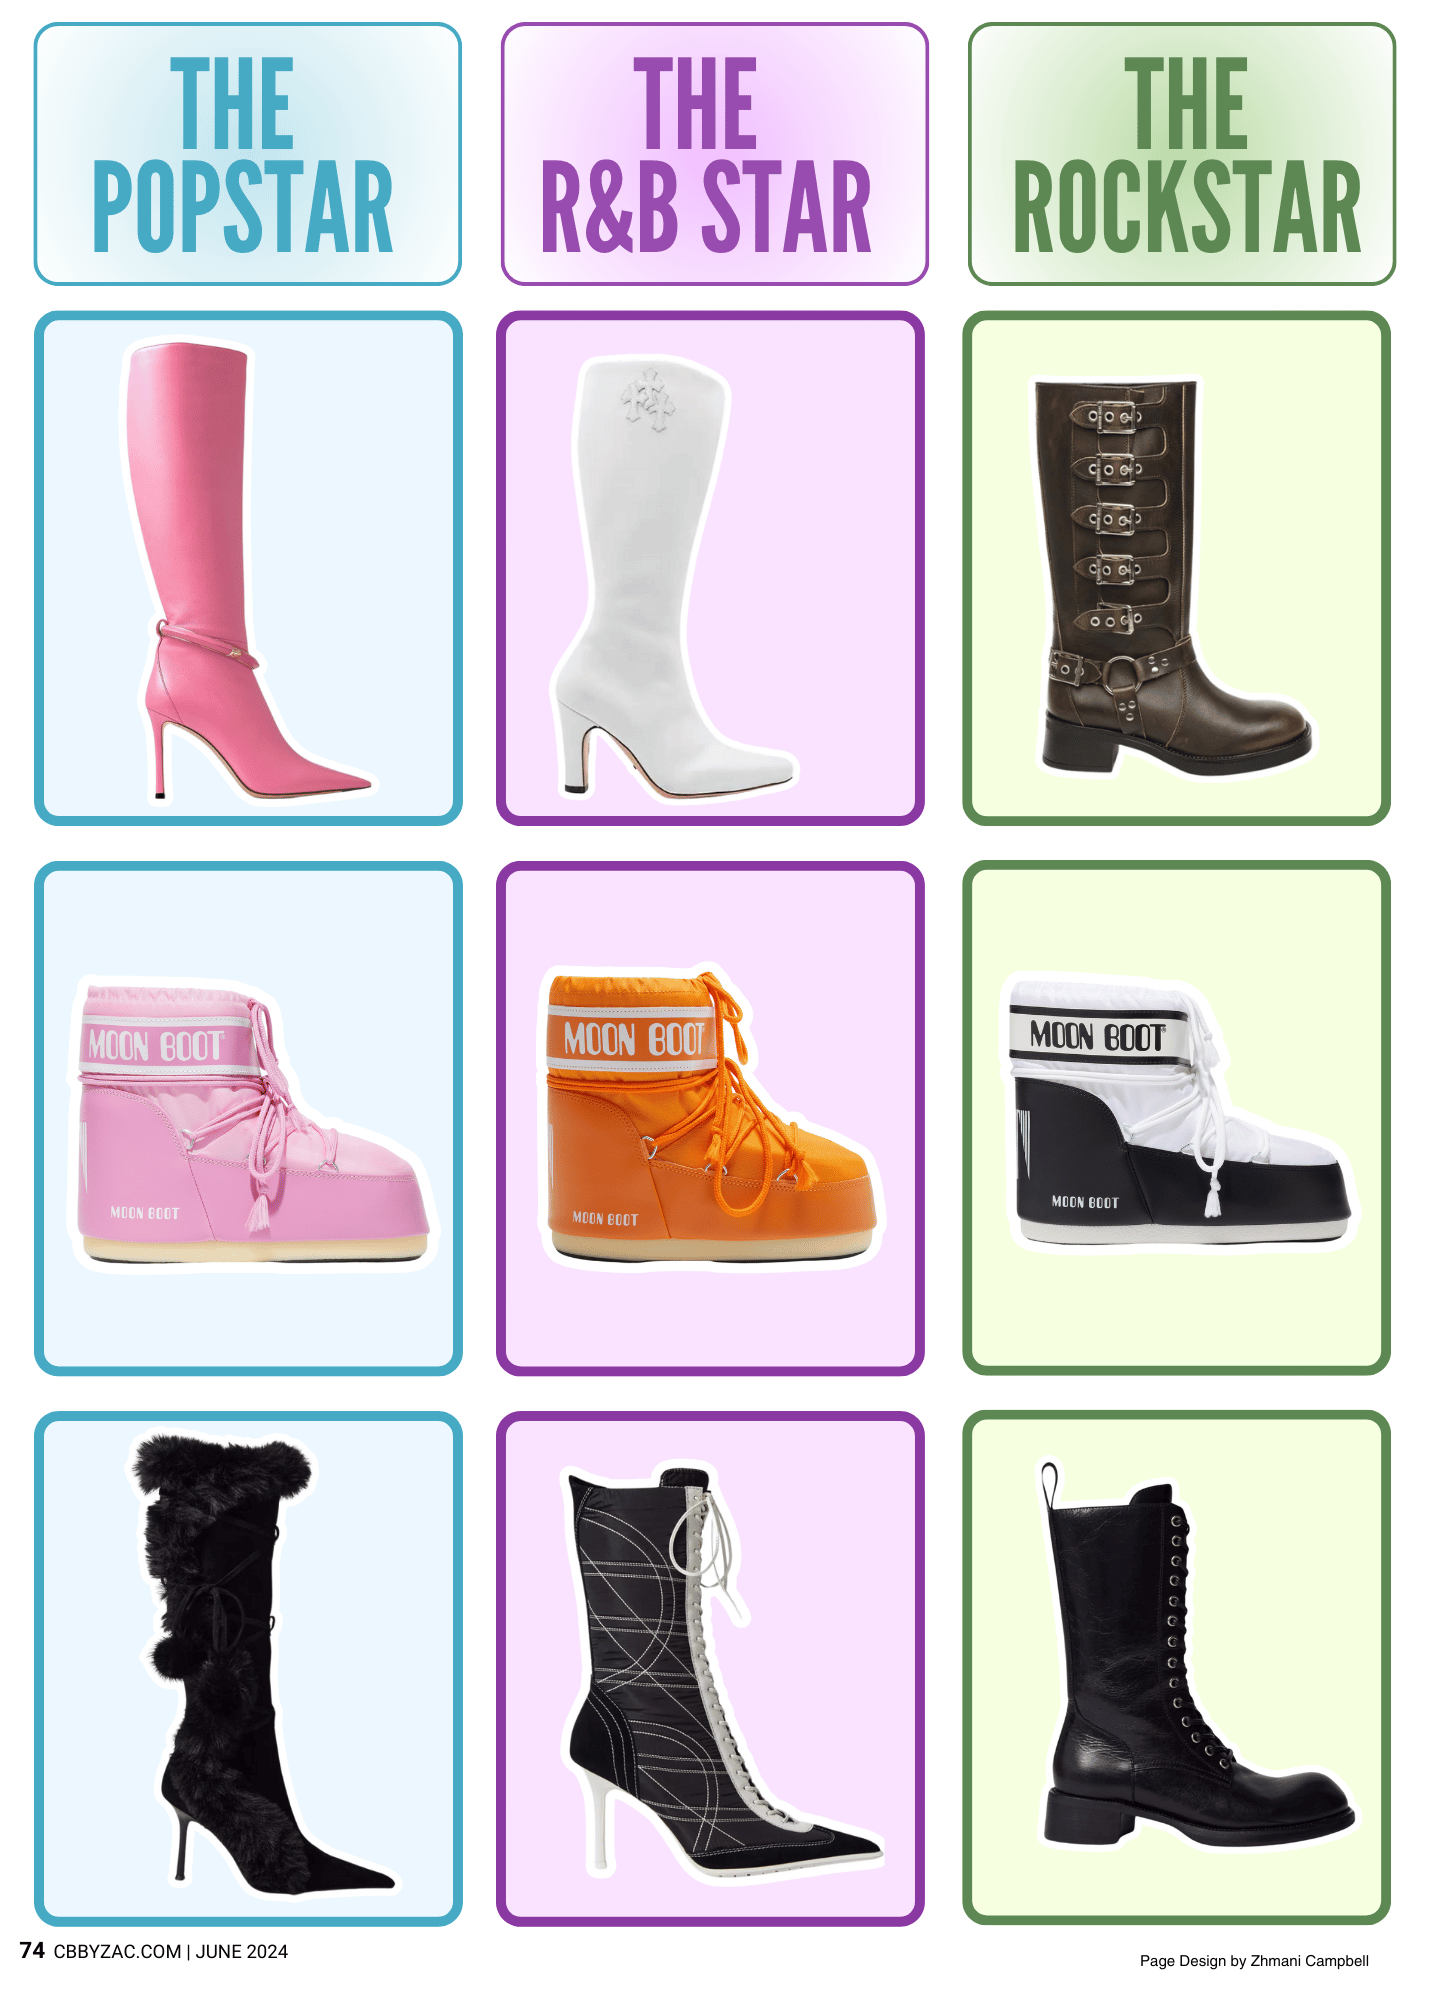 THE
POPSTAR
THE
R&B STAR
THE
ROCKSTAR
MOON BOOT
MOON BOOT
MOON BOOT
MOON BOOT
MOON BOOT®
MOON BOOT
74 CBBYZAC.COM | JUNE 2024
Page Design by Zhmani Campbell